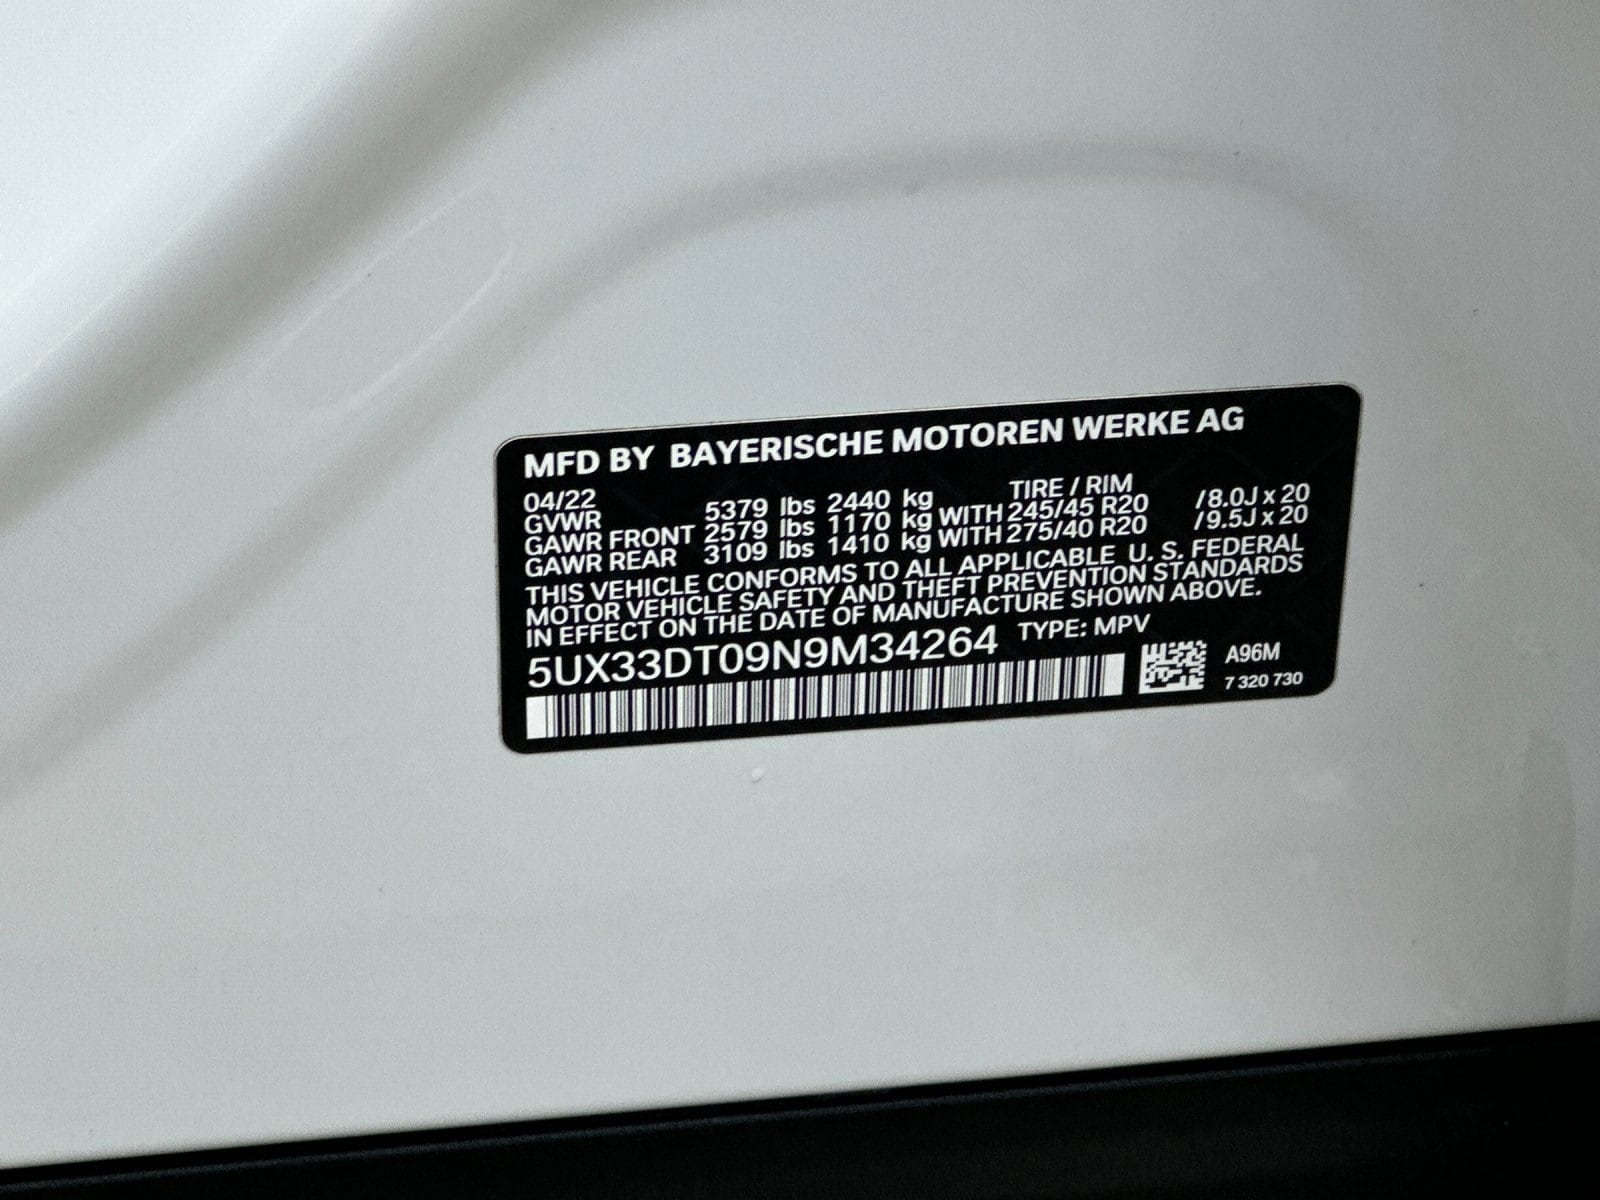 MFD BY BAYERISCHE MOTOREN WERKE AG
04/22 TIRE / RIM
GVWR 5379 lbs 2440 kg
GAWR FRONT 2579 lbs 1170 kg WITH 245/45 R20 /8.0J x 20
GAWR REAR 3109 lbs 1410 kg WITH 275/40 R20 /9.5J x 20
THIS VEHICLE CONFORMS TO ALL APPLICABLE U. S. FEDERAL
MOTOR VEHICLE SAFETY AND THEFT PREVENTION STANDARDS
IN EFFECT ON THE DATE OF MANUFACTURE SHOWN ABOVE.
5UX33DT09N9M34264 TYPE: MPV
A96M
7 320 730